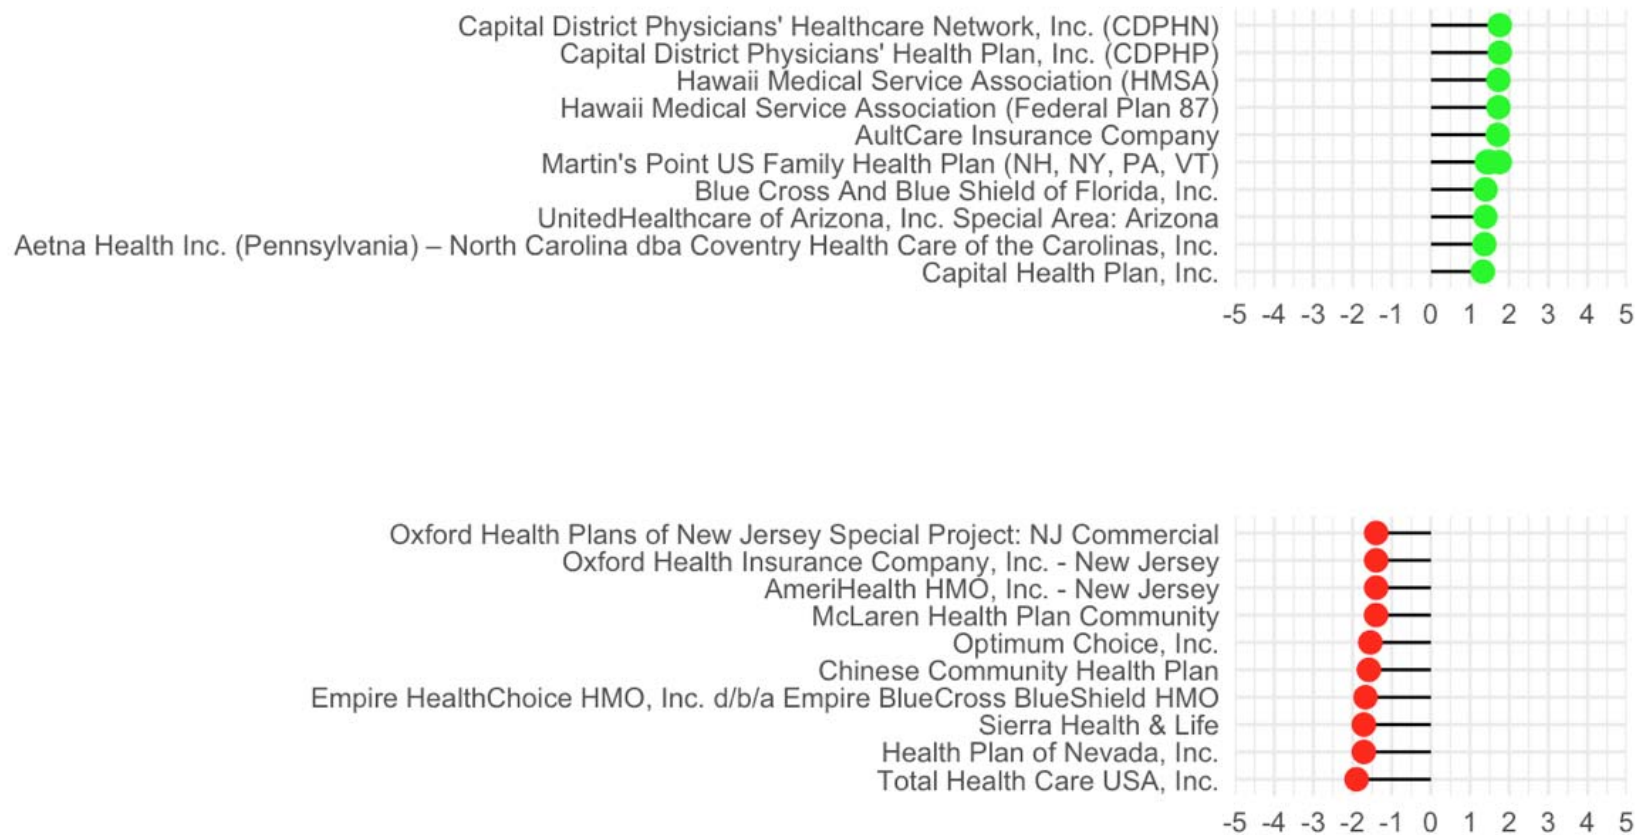 Capital District Physicians' Healthcare Network, Inc. (CDPHN)
Capital District Physicians' Health Plan, Inc. (CDPHP)
Hawaii Medical Service Association (HMSA)
Hawaii Medical Service Association (Federal Plan 87)
AultCare Insurance Company
Martin's Point US Family Health Plan (NH, NY, PA, VT)
Blue Cross And Blue Shield of Florida, Inc.
UnitedHealthcare of Arizona, Inc. Special Area: Arizona
Aetna Health Inc. (Pennsylvania) – North Carolina dba Coventry Health Care of the Carolinas, Inc.
Capital Health Plan, Inc.
-5 -4 -3 -2 -1 0 1 2 3 4 5
Oxford Health Plans of New Jersey Special Project: NJ Commercial
Oxford Health Insurance Company, Inc. - New Jersey
AmeriHealth HMO, Inc. - New Jersey
McLaren Health Plan Community
Optimum Choice, Inc.
Chinese Community Health Plan
Empire HealthChoice HMO, Inc. d/b/a Empire BlueCross BlueShield HMO
Sierra Health & Life
Health Plan of Nevada, Inc.
Total Health Care USA, Inc.
-5 -4 -3 -2 -1 0 1 2 3 4 5